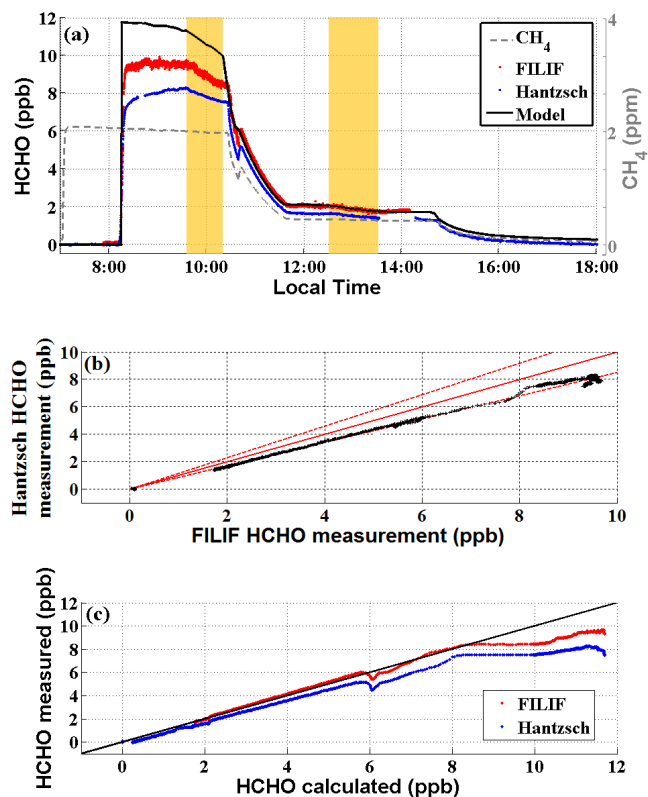 (a)
12
10
8
6
4
2
0
HCHO (ppb)
4
2
0
CH4 (ppm)
CH4
FILIF
Hantzsch
Model
8:00 10:00 12:00 14:00 16:00 18:00
Local Time
(b)
10
8
6
4
2
0
Hantzsch HCHO
measurement (ppb)
0 2 4 6 8 10
FILIF HCHO measurement (ppb)
(c)
12
10
8
6
4
2
0
HCHO measured (ppb)
FILIF
Hantzsch
0 2 4 6 8 10 12
HCHO calculated (ppb)